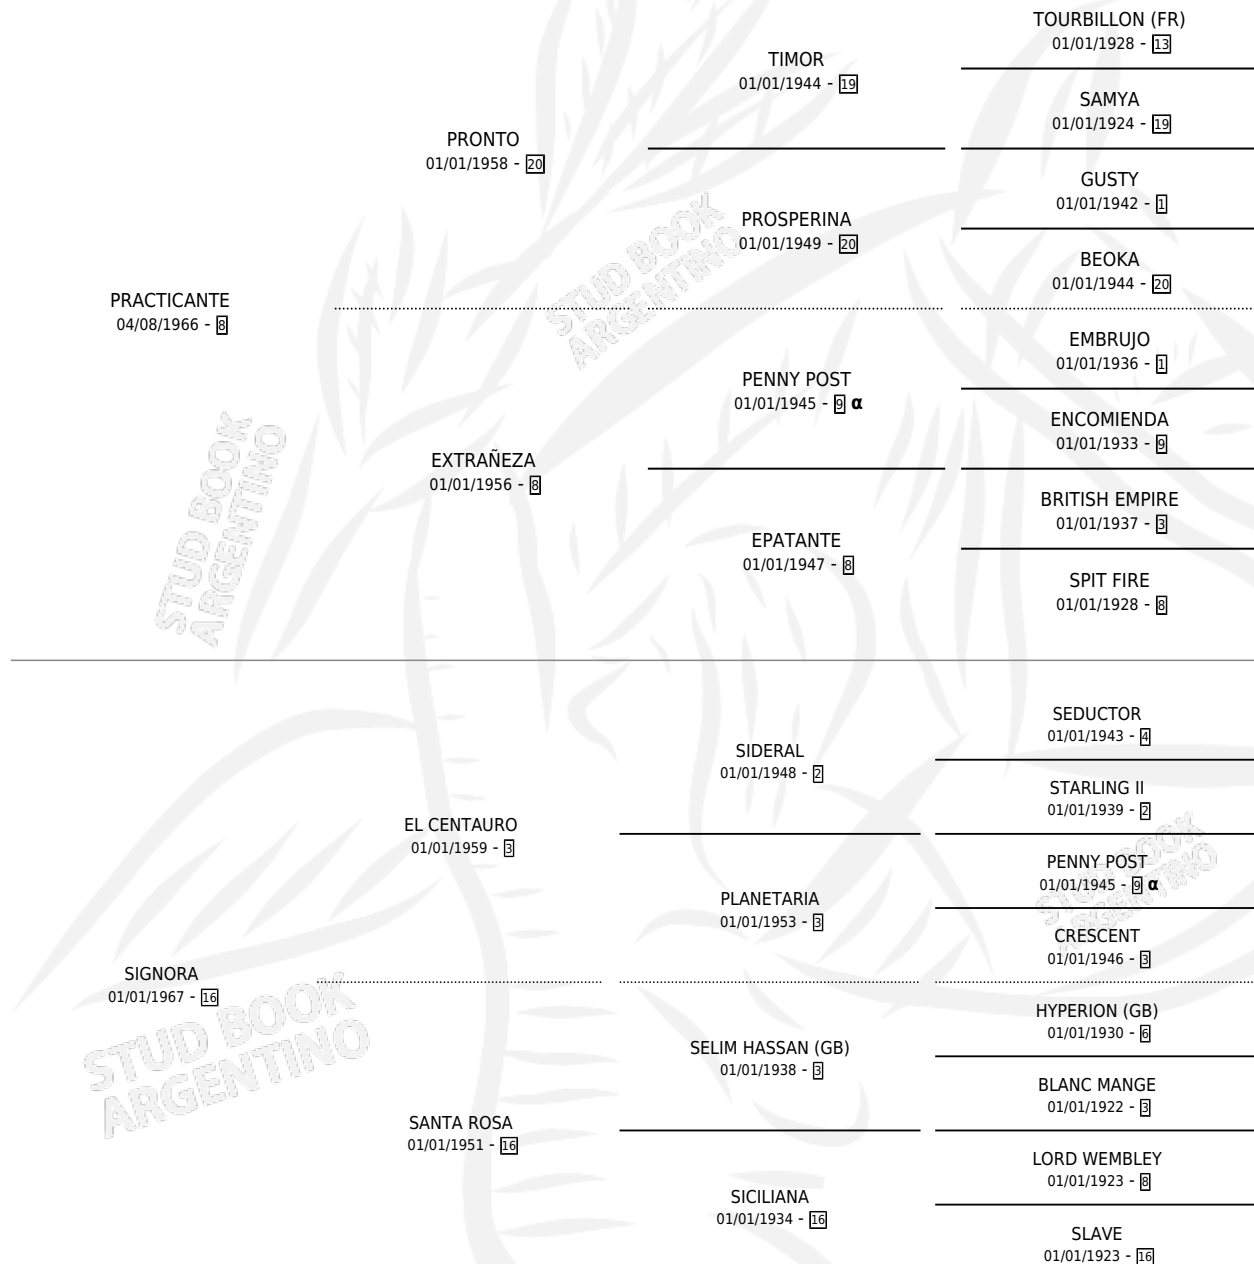 TOURBILLON (FR)
01/01/1928 - 13
TIMOR
01/01/1944 - 19
SAMYA
01/01/1924 - 19
PRONTO
01/01/1958 - 20
GUSTY
01/01/1942 - 1
PROSPERINA
01/01/1949 - 20
BEOKA
01/01/1944 - 20
PRACTICANTE
04/08/1966 - 8
EMBRUJO
01/01/1936 - 1
PENNY POST
01/01/1945 - 9 α
ENCOMIENDA
01/01/1933 - 9
EXTRAÑEZA
01/01/1956 - 8
BRITISH EMPIRE
01/01/1937 - 3
EPATANTE
01/01/1947 - 8
SPIT FIRE
01/01/1928 - 8
STUD BOOK
ARGENTINO
STUD BOOK
ARGENTINO
SEDUCTOR
01/01/1943 - 4
SIDERAL
01/01/1948 - 2
STARLING II
01/01/1939 - 2
EL CENTAURO
01/01/1959 - 3
PENNY POST
01/01/1945 - 9 α
PLANETARIA
01/01/1953 - 3
CRESCENT
01/01/1946 - 3
SIGNORA
01/01/1967 - 16
HYPERION (GB)
01/01/1930 - 6
SELIM HASSAN (GB)
01/01/1938 - 3
BLANC MANGE
01/01/1922 - 3
SANTA ROSA
01/01/1951 - 16
LORD WEMBLEY
01/01/1923 - 8
SICILIANA
01/01/1934 - 16
SLAVE
01/01/1923 - 16
STUD BOOK
ARGENTINO
STUD BOOK
ARGENTINO